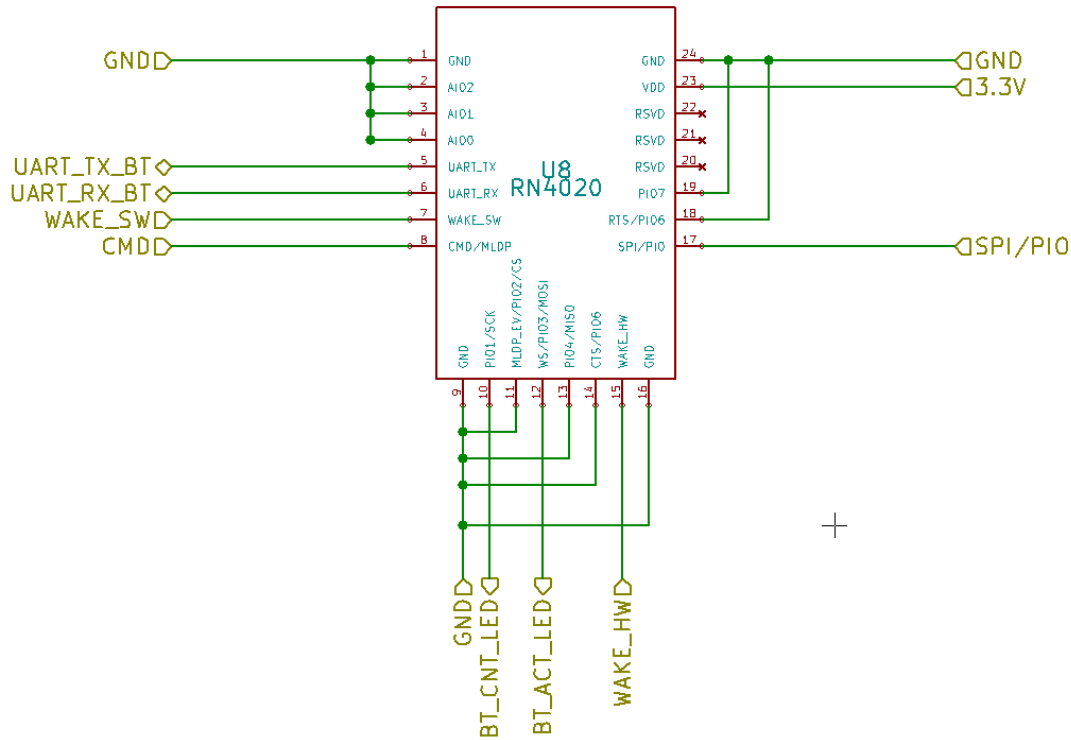 GND
1 GND
2 AIO2
3 AIO1
4 AIO0
UART_TX_BT 5 UART_TX
UART_RX_BT 6 UART_RX
WAKE_SW 7 WAKE_SW
CMD 8 CMD/MLDP
U8
RN4020
GND 24 GND
VDD 23 3.3V
RSVD 22
RSVD 21
RSVD 20
PIO7 19
RTS/PIO6 18
SPI/PIO 17 SPI/PIO
GND 9 GND
PIO1/SCK 10 BT_CNT_LED
MLDP_EV/PIO2/CS 11
WS/PIO3/MOSI 12 BT_ACT_LED
PIO4/MISO 13
CTS/PIO6 14
WAKE_HW 15 WAKE_HW
GND 16